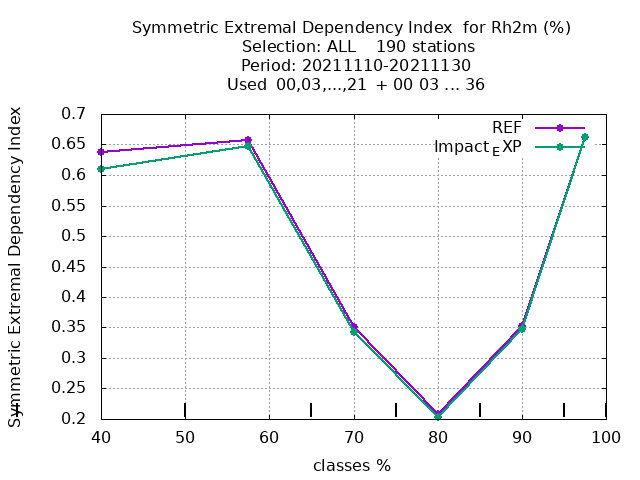 Symmetric Extremal Dependency Index for Rh2m (%)
Selection: ALL 190 stations
Period: 20211110-20211130
Used 00,03,...,21 + 00 03 ... 36
Symmetric Extremal Dependency Index
0.7
0.65
0.6
0.55
0.5
0.45
0.4
0.35
0.3
0.25
0.2
REF
Impact_EXP
40 50 60 70 80 90 100
classes %